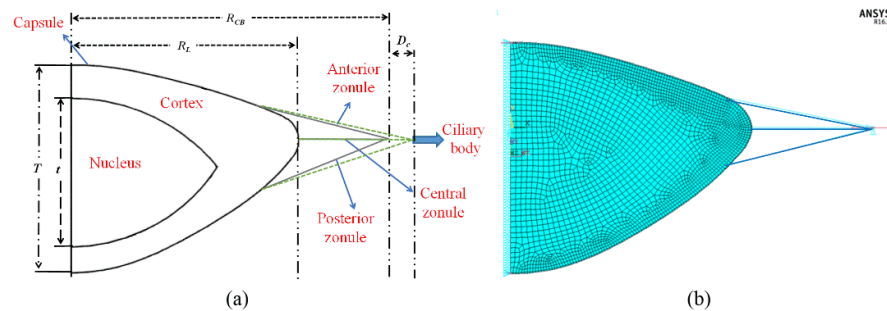 Capsule
R_CB
R_L
D_c
Anterior
zonule
Cortex
Ciliary
body
Nucleus
T
t
Central
zonule
Posterior
zonule
(a)
ANSYS
R16.
(b)